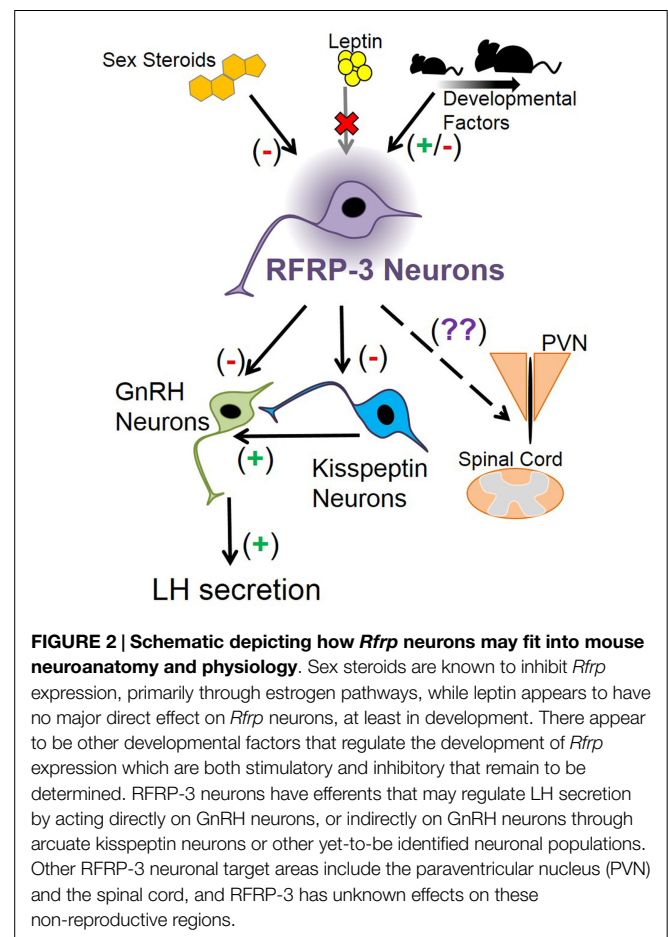 Sex Steroids
Leptin
Developmental
Factors
(-)
(+/-)
RFRP-3 Neurons
(-)
(-)
(??)
PVN
GnRH
Neurons
(+)
Kisspeptin
Neurons
Spinal Cord
(+)
LH secretion
FIGURE 2 | Schematic depicting how Rfrp neurons may fit into mouse
neuroanatomy and physiology. Sex steroids are known to inhibit Rfrp
expression, primarily through estrogen pathways, while leptin appears to have
no major direct effect on Rfrp neurons, at least in development. There appear
to be other developmental factors that regulate the development of Rfrp
expression which are both stimulatory and inhibitory that remain to be
determined. RFRP-3 neurons have efferents that may regulate LH secretion
by acting directly on GnRH neurons, or indirectly on GnRH neurons through
arcuate kisspeptin neurons or other yet-to-be identified neuronal populations.
Other RFRP-3 neuronal target areas include the paraventricular nucleus (PVN)
and the spinal cord, and RFRP-3 has unknown effects on these
non-reproductive regions.